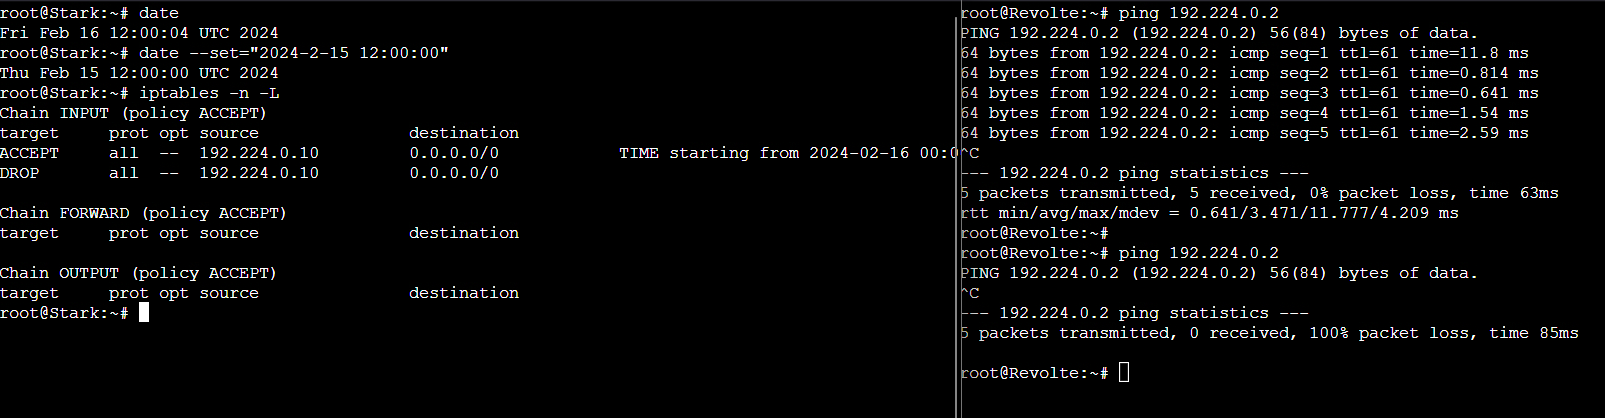 root@Stark:~# date
Fri Feb 16 12:00:04 UTC 2024
root@Stark:~# date --set="2024-2-15 12:00:00"
Thu Feb 15 12:00:00 UTC 2024
root@Stark:~# iptables -n -L
Chain INPUT (policy ACCEPT)
target prot opt source destination
ACCEPT all -- 192.224.0.10 0.0.0.0/0 TIME starting from 2024-02-16 00:0
DROP all -- 192.224.0.10 0.0.0.0/0
Chain FORWARD (policy ACCEPT)
target prot opt source destination
Chain OUTPUT (policy ACCEPT)
target prot opt source destination
root@Stark:~#
root@Revolte:~# ping 192.224.0.2
PING 192.224.0.2 (192.224.0.2) 56(84) bytes of data.
64 bytes from 192.224.0.2: icmp seq=1 ttl=61 time=11.8 ms
64 bytes from 192.224.0.2: icmp seq=2 ttl=61 time=0.814 ms
64 bytes from 192.224.0.2: icmp seq=3 ttl=61 time=0.641 ms
64 bytes from 192.224.0.2: icmp seq=4 ttl=61 time=1.54 ms
64 bytes from 192.224.0.2: icmp seq=5 ttl=61 time=2.59 ms
^C
--- 192.224.0.2 ping statistics ---
5 packets transmitted, 5 received, 0% packet loss, time 63ms
rtt min/avg/max/mdev = 0.641/3.471/11.777/4.209 ms
root@Revolte:~#
root@Revolte:~# ping 192.224.0.2
PING 192.224.0.2 (192.224.0.2) 56(84) bytes of data.
^C
--- 192.224.0.2 ping statistics ---
5 packets transmitted, 0 received, 100% packet loss, time 85ms
root@Revolte:~#